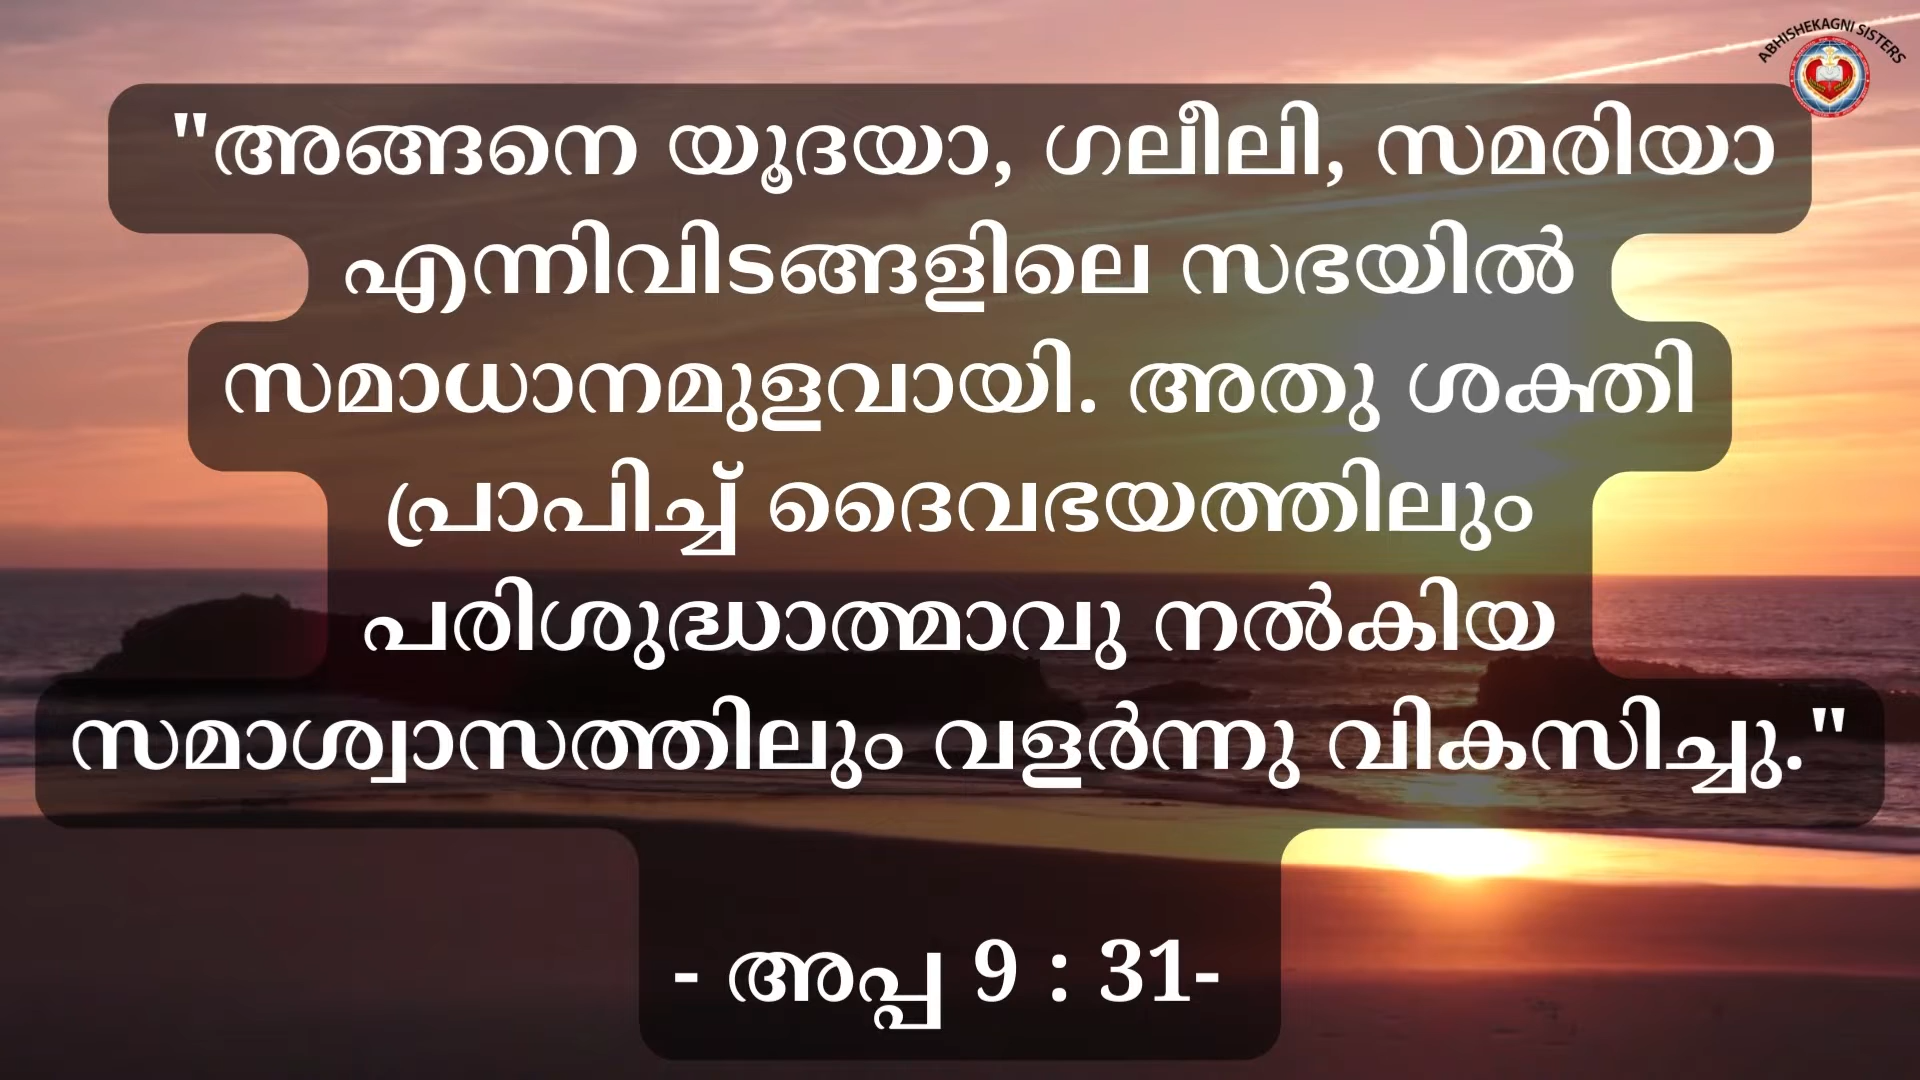 ABHISHEKAGNI SISTERS
"അങ്ങനെ യൂദയാ, ഗലീലി, സമരിയാ
എന്നിവിടങ്ങളിലെ സഭയിൽ
സമാധാനമുളവായി. അതു ശക്തി
പ്രാപിച്ച് ദൈവഭയത്തിലും
പരിശുദ്ധാത്മാവു നൽകിയ
സമാശ്വാസത്തിലും വളർന്നു വികസിച്ചു."
- അപ്പ 9 : 31-